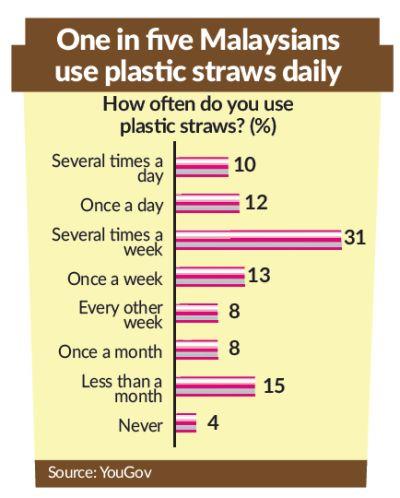 One in five Malaysians
use plastic straws daily
How often do you use
plastic straws? (%)
Several times a
day
10
Once a day
12
Several times a
week
31
Once a week
13
Every other
week
8
Once a month
8
Less than a
month
15
Never
4
Source: YouGov